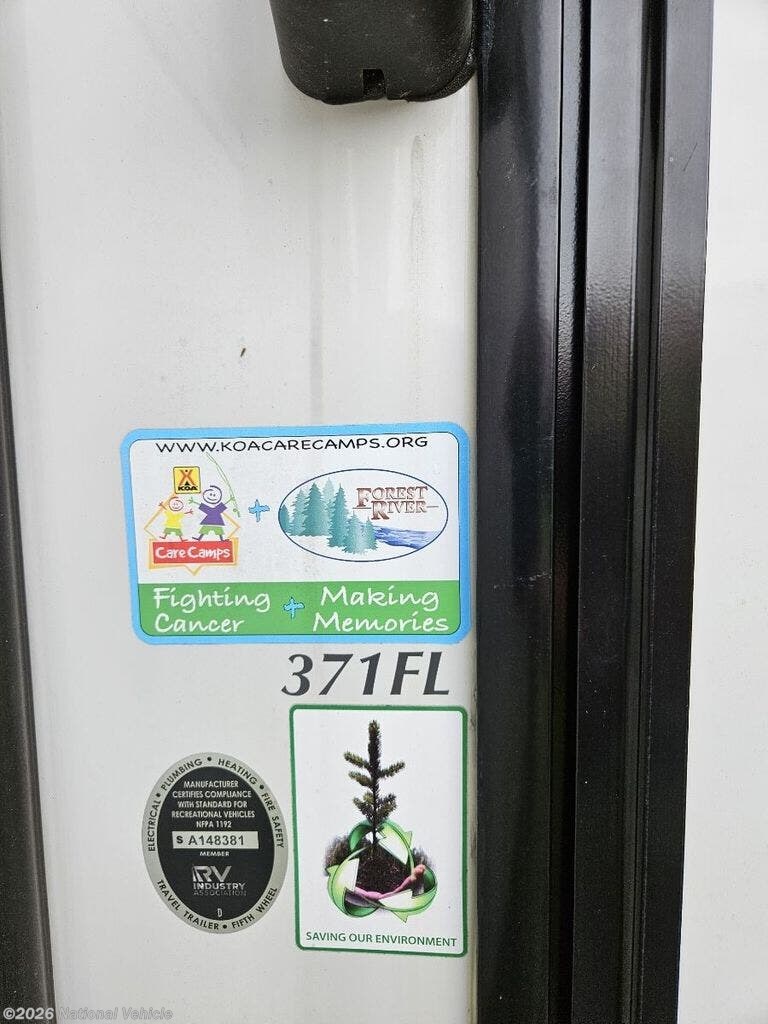 WWW.KOACARECAMPS.ORG
KOA
Care Camps
+
FOREST
RIVER
Fighting
Cancer
+
Making
Memories
371FL
ELECTRICAL • PLUMBING • HEATING • FIRE SAFETY
MANUFACTURER
CERTIFIES COMPLIANCE
WITH STANDARD FOR
RECREATIONAL VEHICLES
NFPA 1192
S A148381
MEMBER
RV
INDUSTRY
ASSOCIATION
D
TRAVEL TRAILER • FIFTH WHEEL
SAVING OUR ENVIRONMENT
©2026 National Vehicle